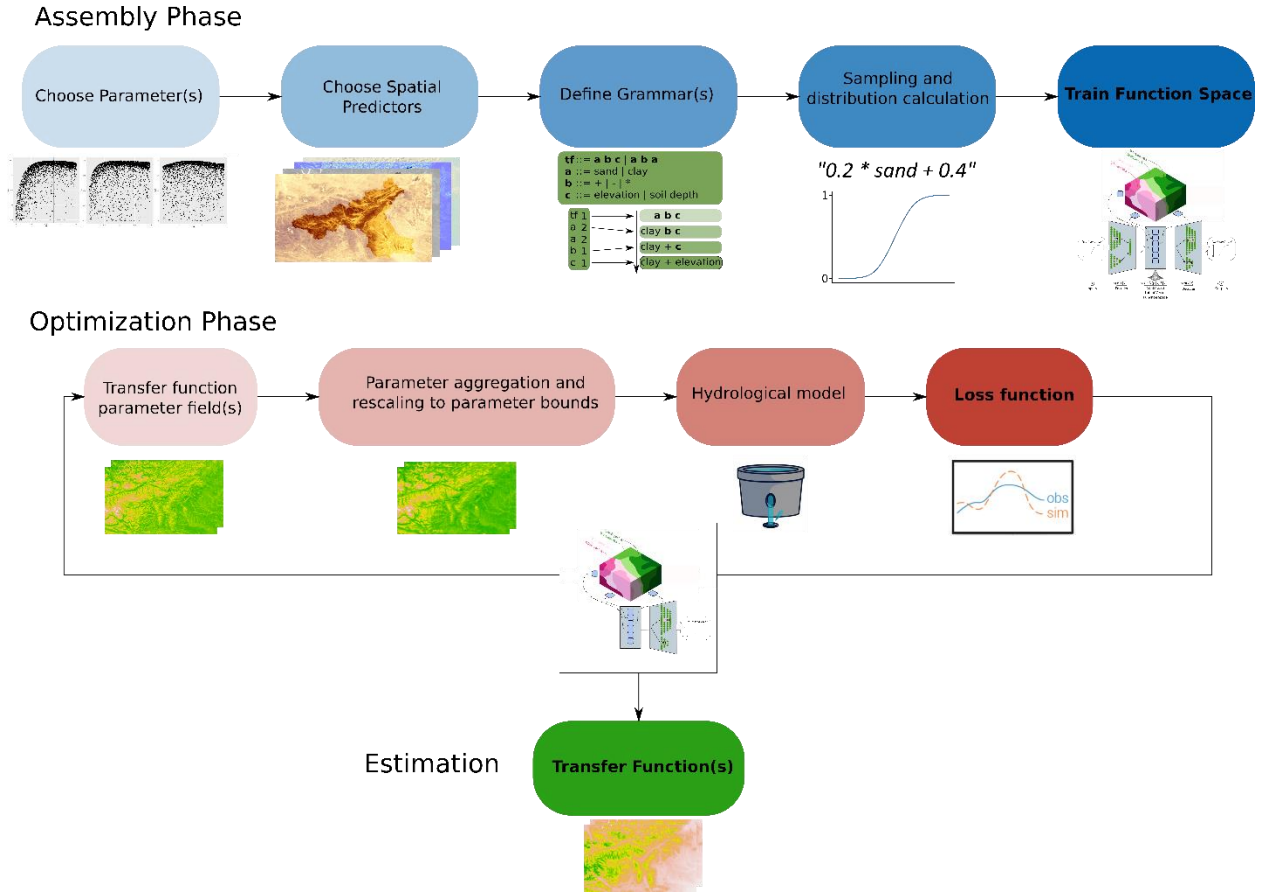 Assembly Phase
Choose Parameter(s)
Choose Spatial
Predictors
Define Grammar(s)
Sampling and
distribution calculation
Train Function Space
tf ::= a b c | a b a
a ::= sand | clay
b ::= + | - | *
c ::= elevation | soil depth
tf 1
a b c
a 2
clay b c
a 2
b 1
clay + c
c 1
clay + elevation
"0.2 * sand + 0.4"
1
0
Optimization Phase
Transfer function
parameter field(s)
Parameter aggregation and
rescaling to parameter bounds
Hydrological model
Loss function
obs
sim
Estimation
Transfer Function(s)